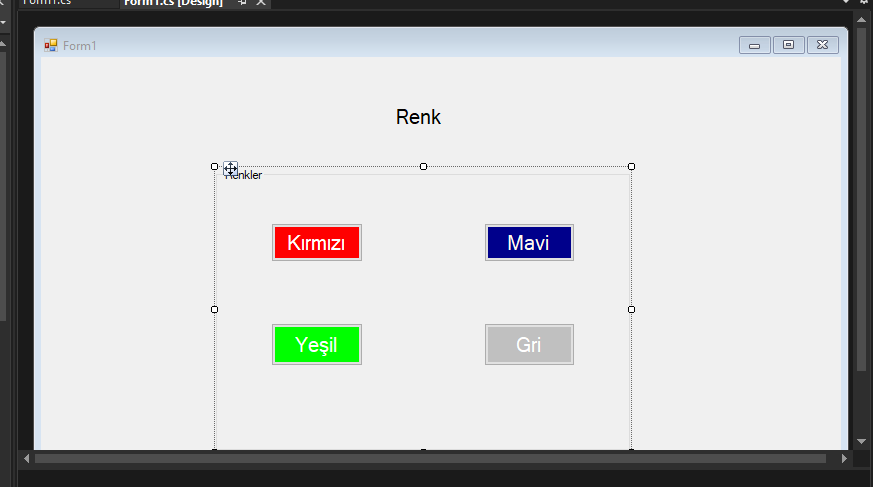 Form1.cs
Form1.cs [Design]
Form1
Renk
Renkler
Kırmızı
Mavi
Yeşil
Gri